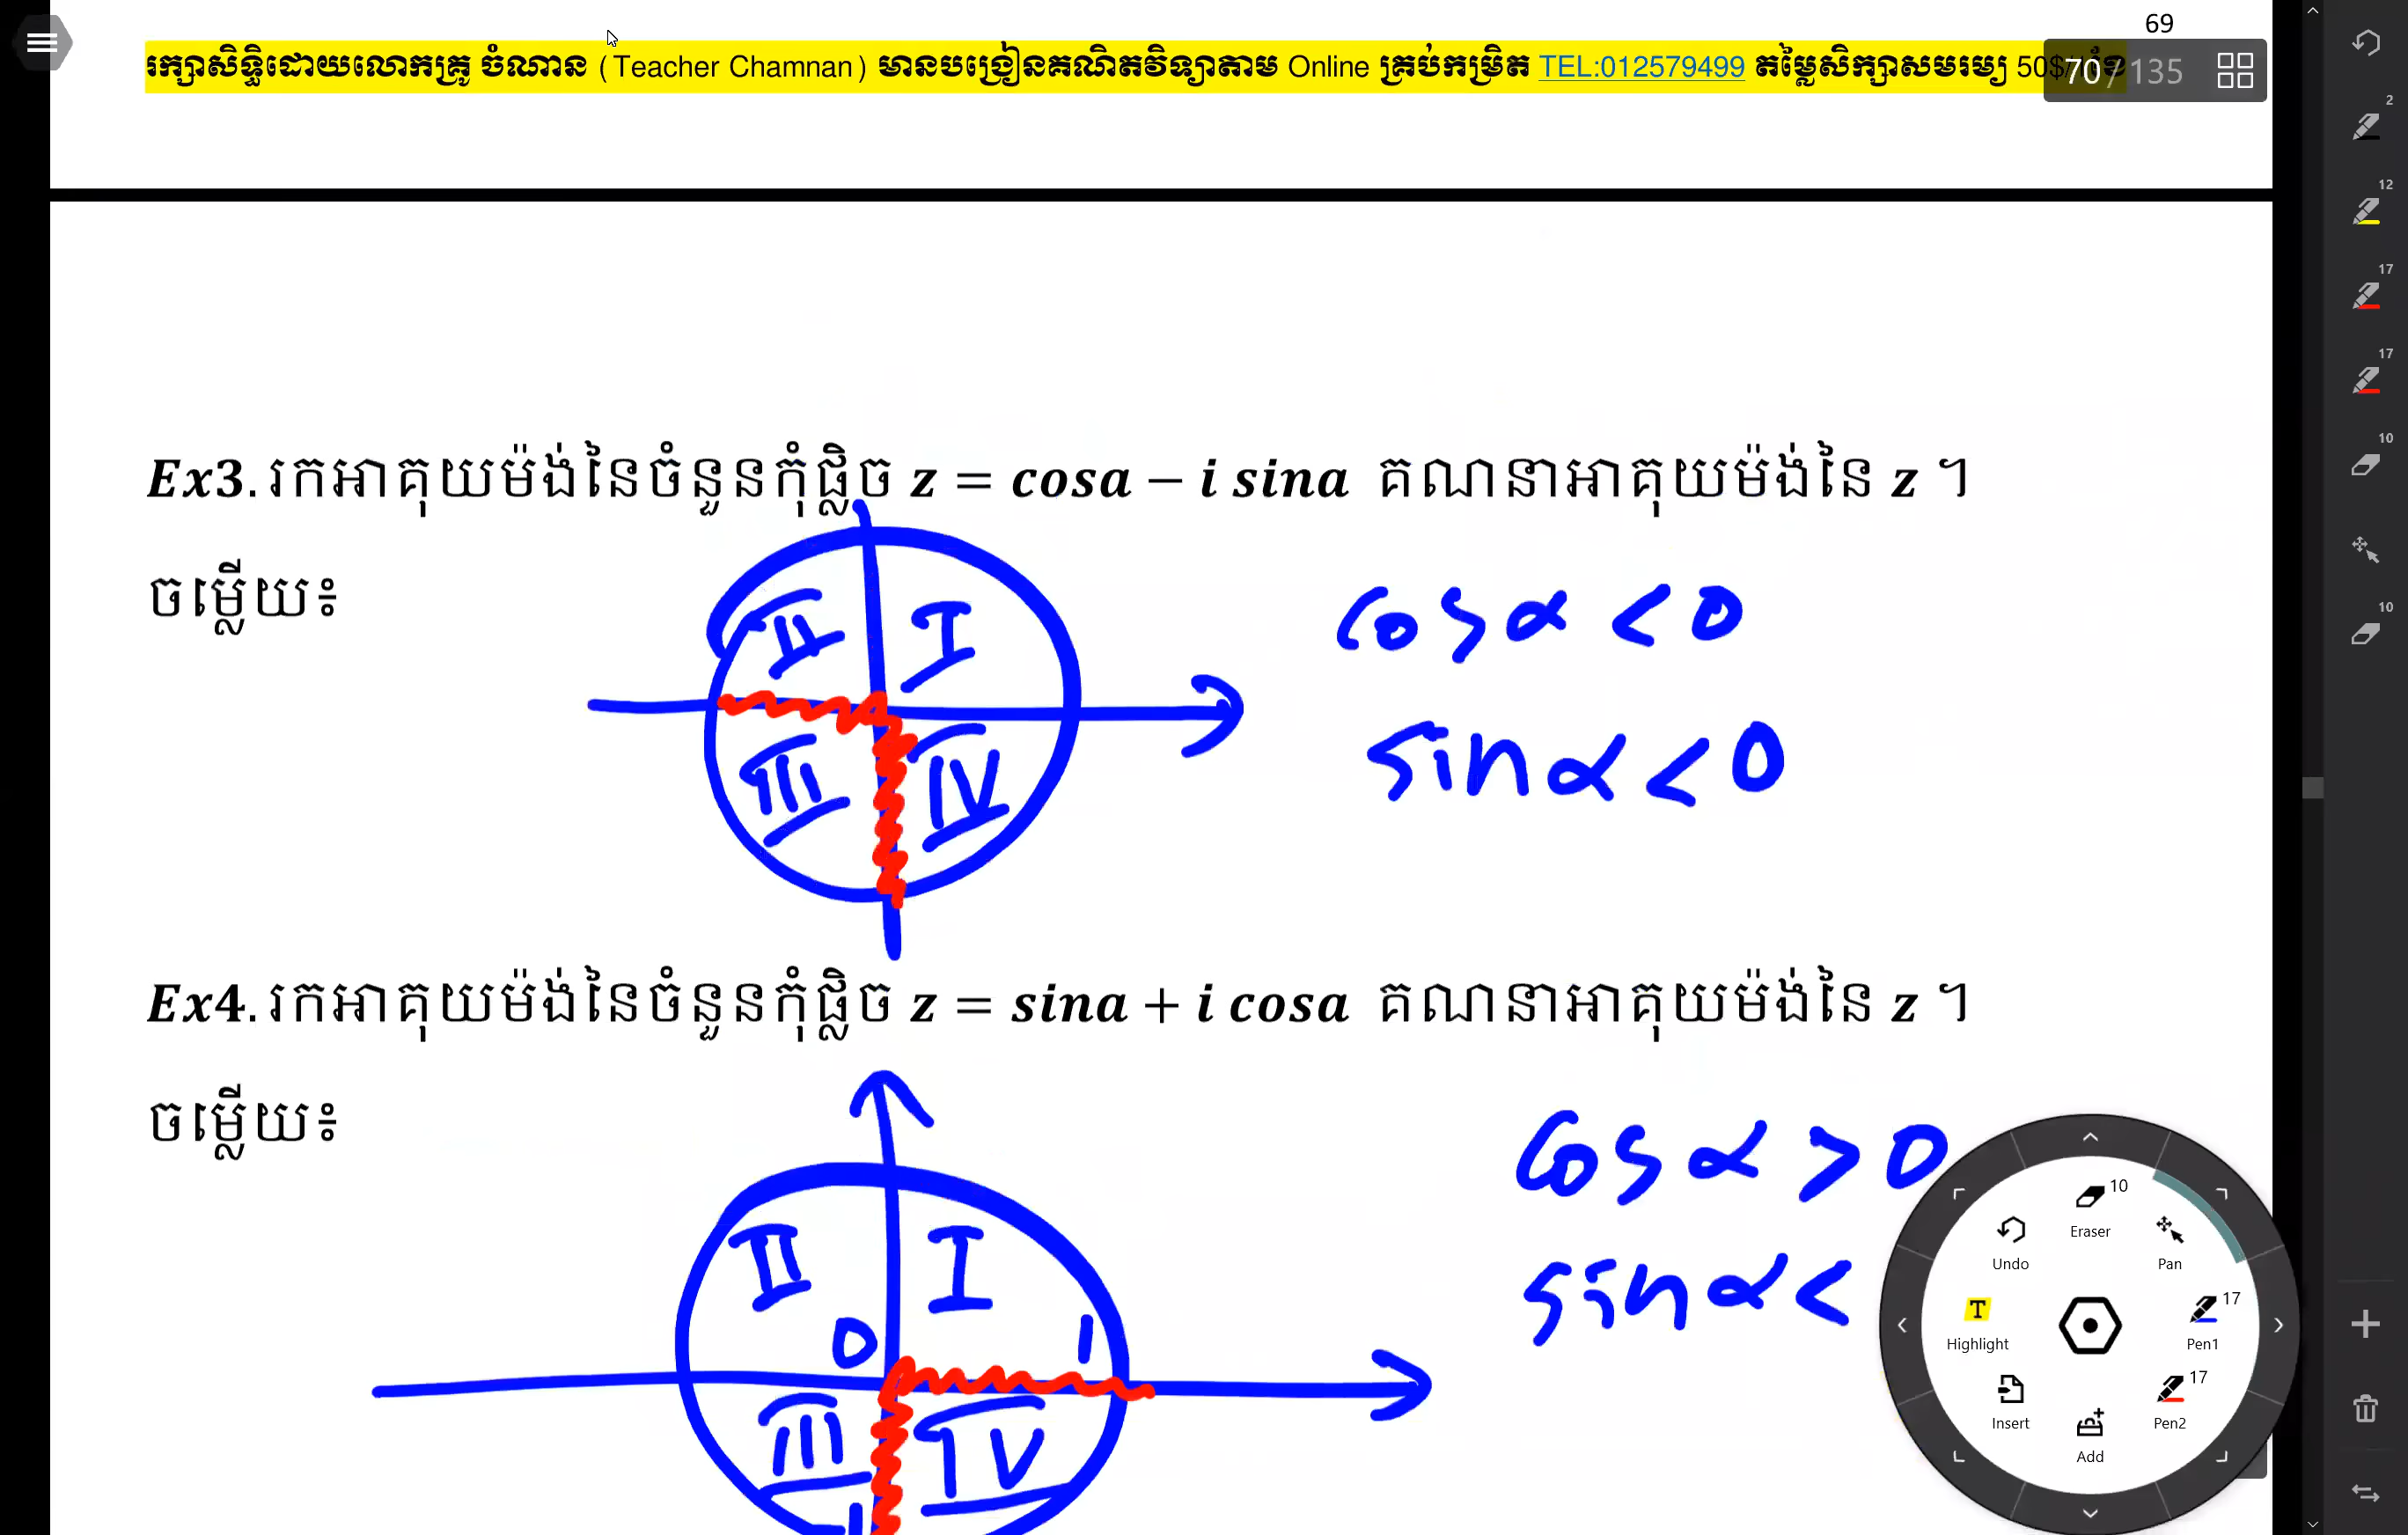 69
រក្សាសិទ្ធិដោយលោកគ្រូ ចំណាន (Teacher Chamnan) មានបង្រៀនគណិតវិទ្យាតាម Online គ្រប់កម្រិត TEL:012579499 តម្លៃសិក្សាសមរម្យ 50$/
70 / 135
Ex3. រកអាគុយម៉ង់នៃចំនួនកុំផ្លិច z = cosa − i sina គណនាអាគុយម៉ង់នៃ z ។
ចម្លើយ៖
II I
III IV
cos α < 0
sin α < 0
Ex4. រកអាគុយម៉ង់នៃចំនួនកុំផ្លិច z = sina + i cosa គណនាអាគុយម៉ង់នៃ z ។
ចម្លើយ៖
II I
0 1
III IV
cos α > 0
sin α <
Eraser 10
Undo
Pan
Highlight
Pen1 17
Insert
Pen2 17
Add
2
12
17
17
10
10